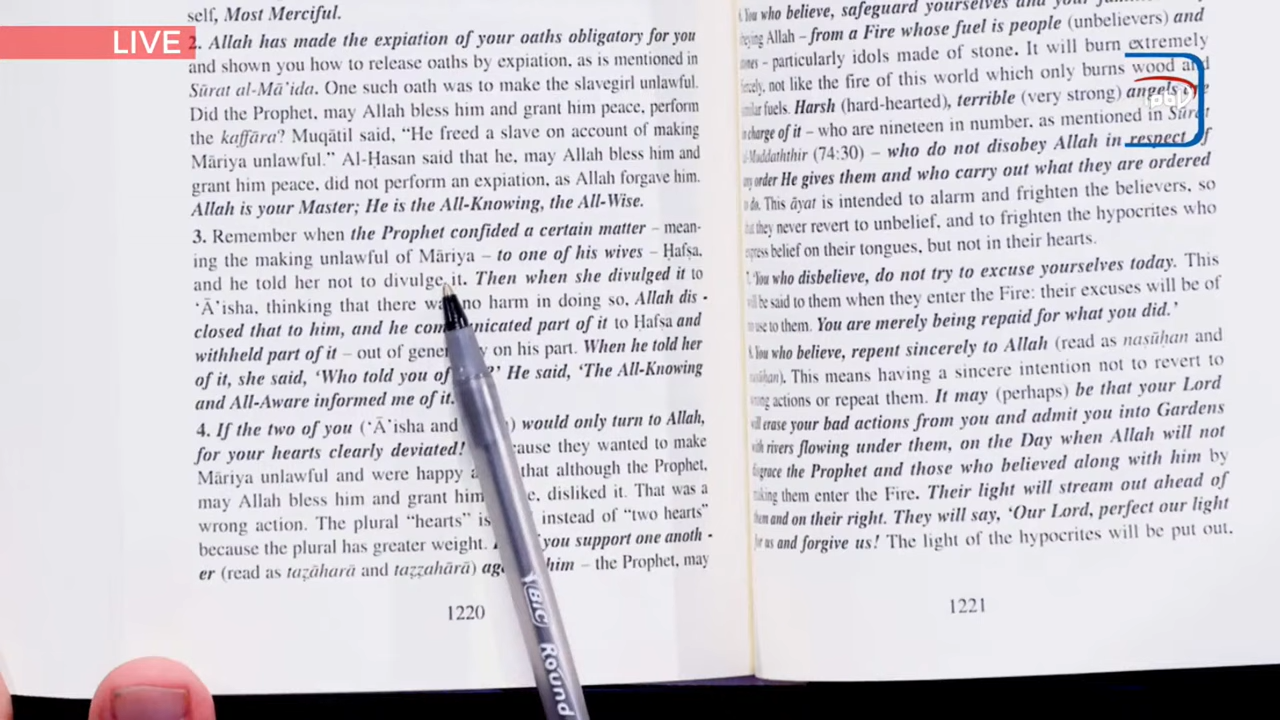 LIVE
self, Most Merciful.
2. Allah has made the expiation of your oaths obligatory for you
and shown you how to release oaths by expiation, as is mentioned in
Sūrat al-Mā'ida. One such oath was to make the slavegirl unlawful.
Did the Prophet, may Allah bless him and grant him peace, perform
the kaffāra? Muqātil said, “He freed a slave on account of making
Māriya unlawful.” Al-Ḥasan said that he, may Allah bless him and
grant him peace, did not perform an expiation, as Allah forgave him.
Allah is your Master; He is the All-Knowing, the All-Wise.
3. Remember when the Prophet confided a certain matter – mean-
ing the making unlawful of Māriya – to one of his wives – Ḥafṣa,
and he told her not to divulge it. Then when she divulged it to
‘Ā’isha, thinking that there no harm in doing so, Allah dis-
closed that to him, and he part of it to Ḥafṣa and
withheld part of it – out of on his part. When he told her
of it, she said, ‘Who told you of He said, ‘The All-Knowing
and All-Aware informed me of it.
4. If the two of you (‘Ā’isha and would only turn to Allah,
for your hearts clearly deviated! they wanted to make
Māriya unlawful and were happy that although the Prophet,
may Allah bless him and grant him disliked it. That was a
wrong action. The plural “hearts” is instead of “two hearts”
because the plural has greater weight. you support one anoth-
er (read as taẓāharā and taẓẓahārā) him – the Prophet, may
1220
You who believe, safeguard yourselves and your
Allah – from a Fire whose fuel is people (unbelievers) and
– particularly idols made of stone. It will burn extremely
not like the fire of this world which only burns wood and
fuels. Harsh (hard-hearted), terrible (very strong) angels
charge of it – who are nineteen in number, as mentioned in Sūrat
al-Muddaththir (74:30) – who do not disobey Allah in respect of
any order He gives them and who carry out what they are ordered
to do. This āyat is intended to alarm and frighten the believers, so
that they never revert to unbelief, and to frighten the hypocrites who
express belief on their tongues, but not in their hearts.
‘You who disbelieve, do not try to excuse yourselves today. This
will be said to them when they enter the Fire: their excuses will be of
use to them. You are merely being repaid for what you did.’
You who believe, repent sincerely to Allah (read as naṣūḥan and
This means having a sincere intention not to revert to
wrong actions or repeat them. It may (perhaps) be that your Lord
will erase your bad actions from you and admit you into Gardens
with rivers flowing under them, on the Day when Allah will not
disgrace the Prophet and those who believed along with him by
making them enter the Fire. Their light will stream out ahead of
them and on their right. They will say, ‘Our Lord, perfect our light
for us and forgive us! The light of the hypocrites will be put out.
1221
BIC Round